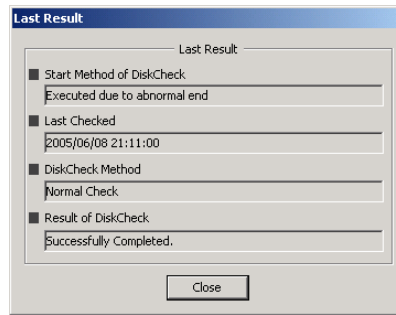 Last Result
Last Result
Start Method of DiskCheck
Executed due to abnormal end
Last Checked
2005/06/08 21:11:00
DiskCheck Method
Normal Check
Result of DiskCheck
Successfully Completed.
Close